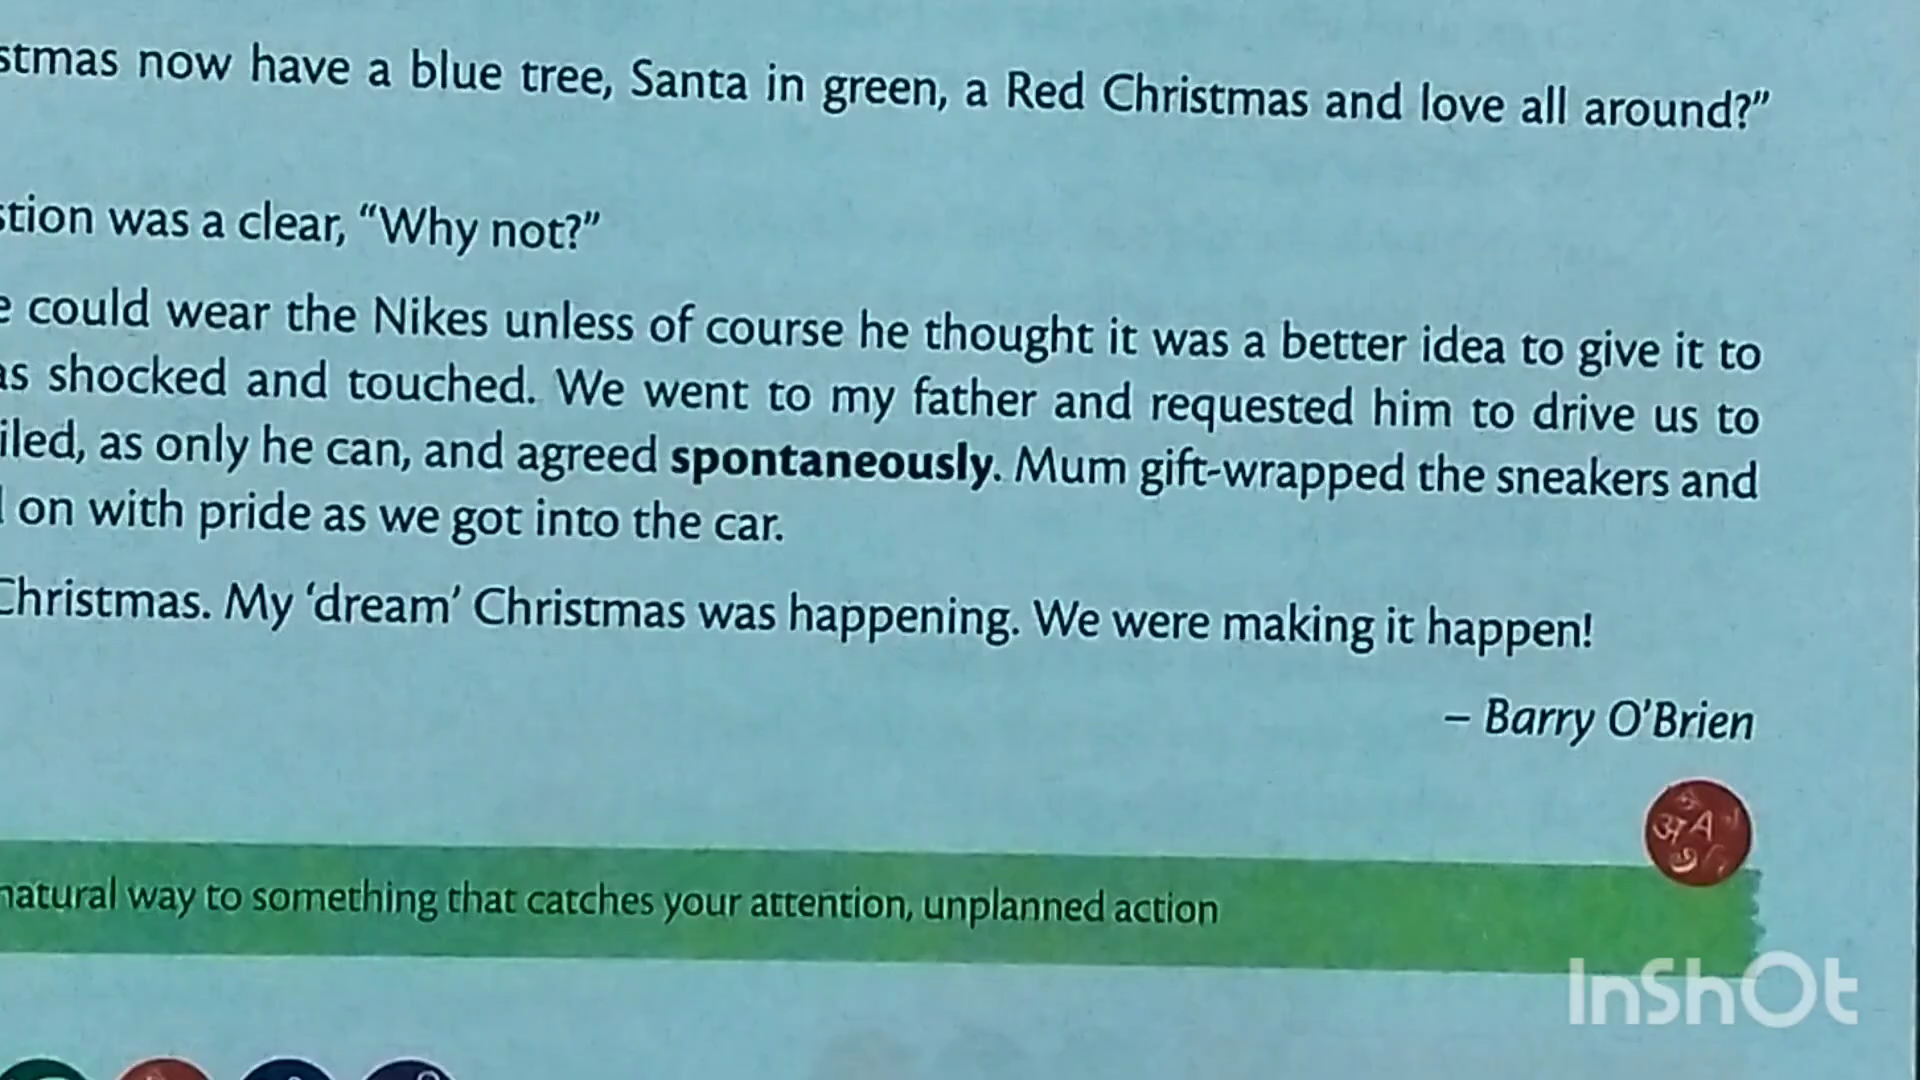 stmas now have a blue tree, Santa in green, a Red Christmas and love all around?”
stion was a clear, “Why not?”
e could wear the Nikes unless of course he thought it was a better idea to give it to
as shocked and touched. We went to my father and requested him to drive us to
iled, as only he can, and agreed spontaneously. Mum gift-wrapped the sneakers and
on with pride as we got into the car.
Christmas. My ‘dream’ Christmas was happening. We were making it happen!
– Barry O’Brien
अ A
natural way to something that catches your attention, unplanned action
InShOt